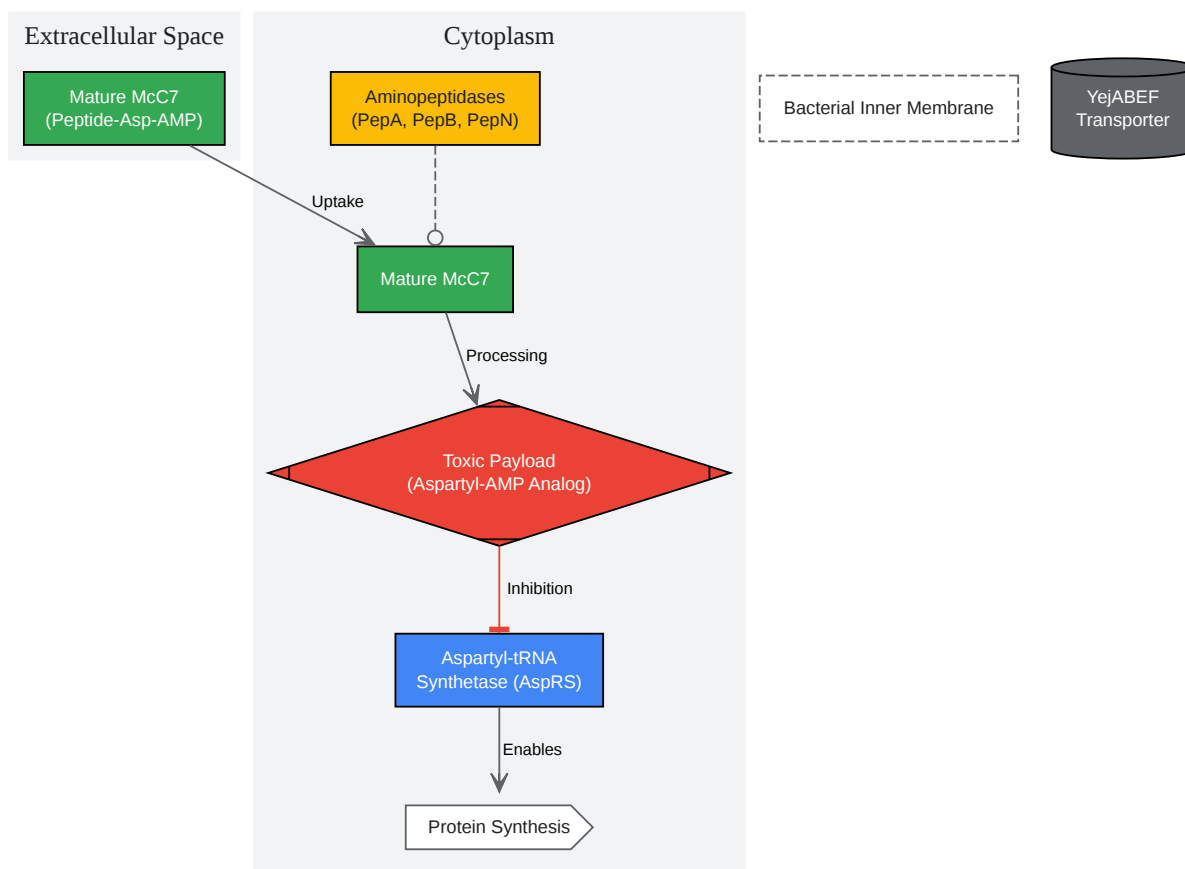 Extracellular Space
Cytoplasm
Mature McC7
(Peptide-Asp-AMP)
Aminopeptidases
(PepA, PepB, PepN)
Bacterial Inner Membrane
YejABEF
Transporter
Uptake
Mature McC7
Processing
Toxic Payload
(Aspartyl-AMP Analog)
Inhibition
Aspartyl-tRNA
Synthetase (AspRS)
Enables
Protein Synthesis